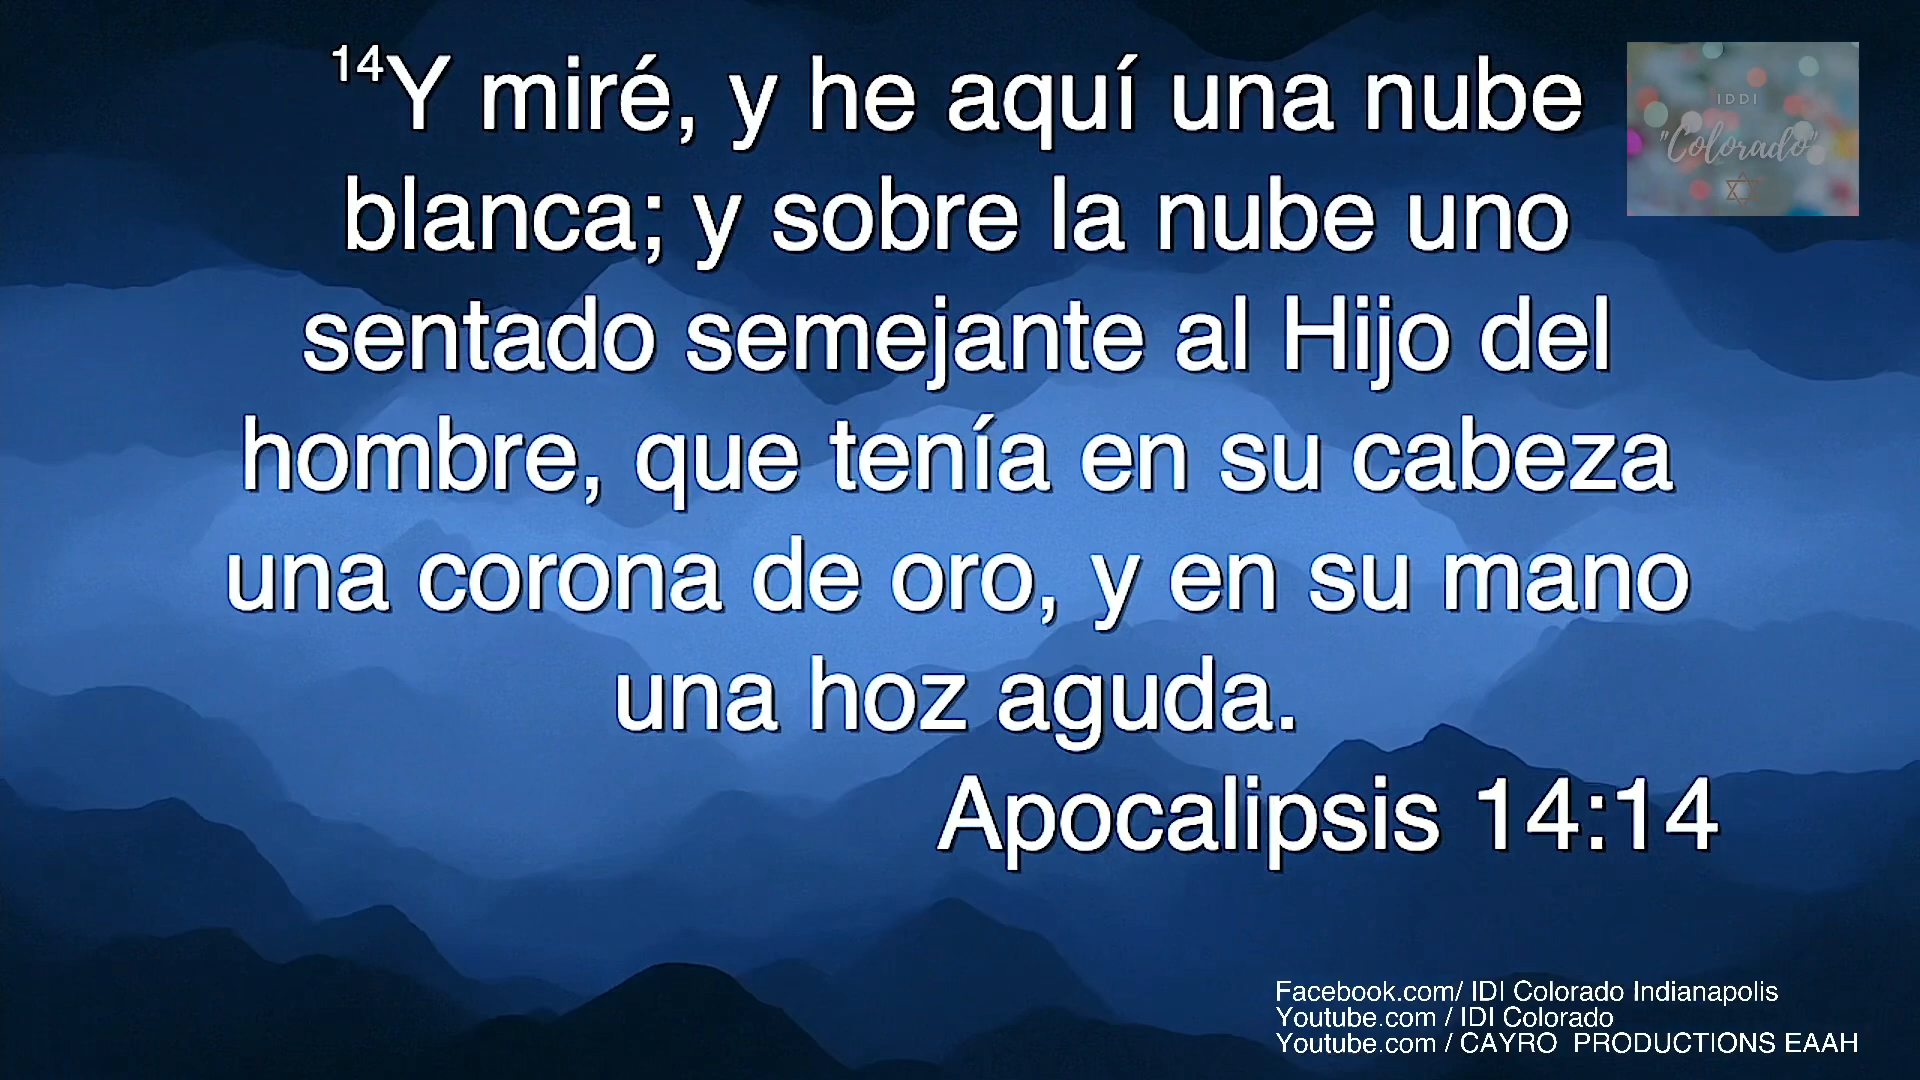 14Y miré, y he aquí una nube
blanca; y sobre la nube uno
sentado semejante al Hijo del
hombre, que tenía en su cabeza
una corona de oro, y en su mano
una hoz aguda.
Apocalipsis 14:14
IDDI
"Colorado"
Facebook.com/ IDI Colorado Indianapolis
Youtube.com / IDI Colorado
Youtube.com / CAYRO  PRODUCTIONS EAAH